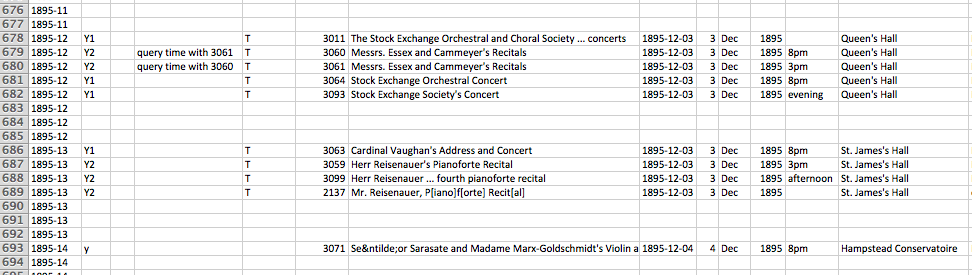 676 1895-11
677 1895-11
678 1895-12 Y1 T 3011 The Stock Exchange Orchestral and Choral Society ... concerts 1895-12-03 3 Dec 1895 Queen's Hall
679 1895-12 Y2 query time with 3061 T 3060 Messrs. Essex and Cammeyer's Recitals 1895-12-03 3 Dec 1895 8pm Queen's Hall
680 1895-12 Y2 query time with 3060 T 3061 Messrs. Essex and Cammeyer's Recitals 1895-12-03 3 Dec 1895 3pm Queen's Hall
681 1895-12 Y1 T 3064 Stock Exchange Orchestral Concert 1895-12-03 3 Dec 1895 8pm Queen's Hall
682 1895-12 Y1 T 3093 Stock Exchange Society's Concert 1895-12-03 3 Dec 1895 evening Queen's Hall
683 1895-12
684 1895-12
685 1895-12
686 1895-13 Y1 T 3063 Cardinal Vaughan's Address and Concert 1895-12-03 3 Dec 1895 8pm St. James's Hall
687 1895-13 Y2 T 3059 Herr Reisenauer's Pianoforte Recital 1895-12-03 3 Dec 1895 3pm St. James's Hall
688 1895-13 Y2 T 3099 Herr Reisenauer ... fourth pianoforte recital 1895-12-03 3 Dec 1895 afternoon St. James's Hall
689 1895-13 Y2 T 2137 Mr. Reisenauer, P[iano]f[orte] Recit[al] 1895-12-03 3 Dec 1895 St. James's Hall
690 1895-13
691 1895-13
692 1895-13
693 1895-14 y 3071 Se&ntilde;or Sarasate and Madame Marx-Goldschmidt's Violin a 1895-12-04 4 Dec 1895 8pm Hampstead Conservatoire
694 1895-14